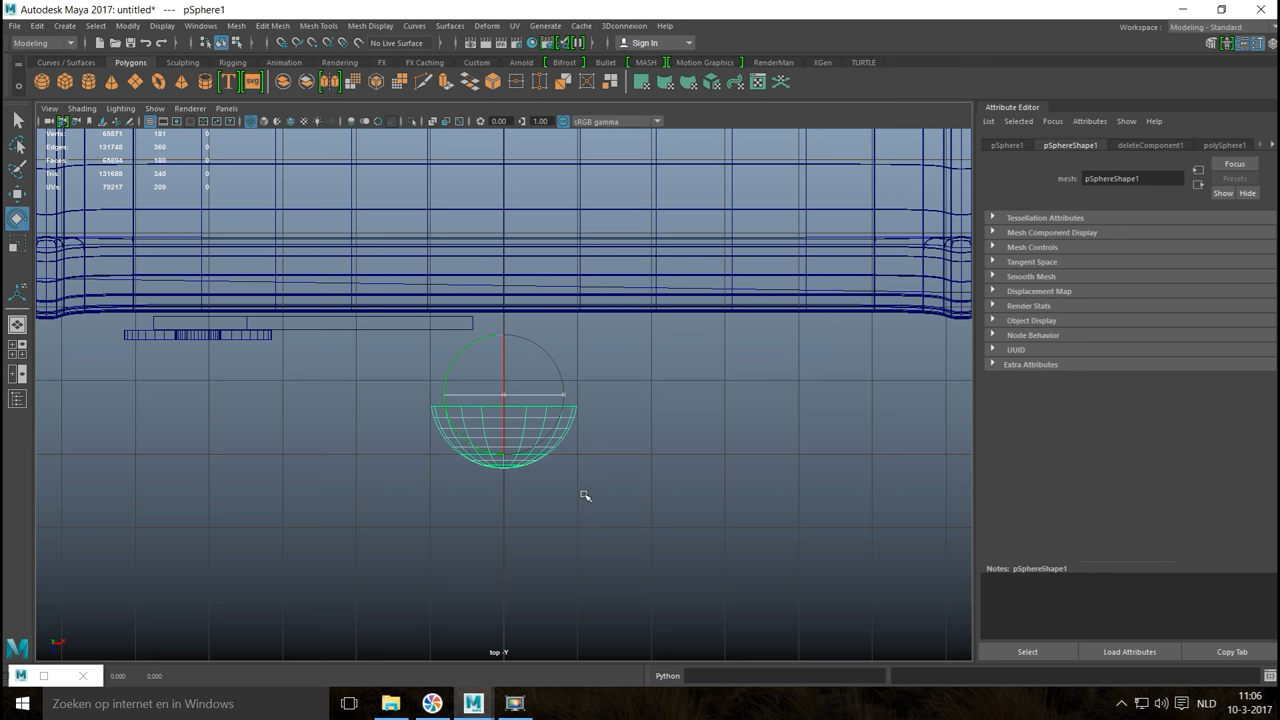 Autodesk Maya 2017: untitled* --- pSphere1
File Edit Create Select Modify Display Windows Mesh Edit Mesh Mesh Tools Mesh Display Curves Surfaces Deform UV Generate Cache 3Dconnexion Help
Workspace : Modeling - Standard
Modeling No Live Surface Sign In
Curves / Surfaces Polygons Sculpting Rigging Animation Rendering FX FX Caching Custom Arnold Bifrost Bullet MASH Motion Graphics RenderMan XGen TURTLE
T SVG
View Shading Lighting Show Renderer Panels
0.00 1.00 sRGB gamma
Verts: 65871 181 0
Edges: 131748 360 0
Faces: 65894 180 0
Tris: 131688 340 0
UVs: 79217 209 0
top -Y
Attribute Editor
List Selected Focus Attributes Show Help
pSphere1 pSphereShape1 deleteComponent1 polySphere1
mesh: pSphereShape1
Focus
Presets
Show Hide
Tessellation Attributes
Mesh Component Display
Mesh Controls
Tangent Space
Smooth Mesh
Displacement Map
Render Stats
Object Display
Node Behavior
UUID
Extra Attributes
Notes: pSphereShape1
Select Load Attributes Copy Tab
0.000 0.000 Python
Zoeken op internet en in Windows
NLD
11:06
10-3-2017